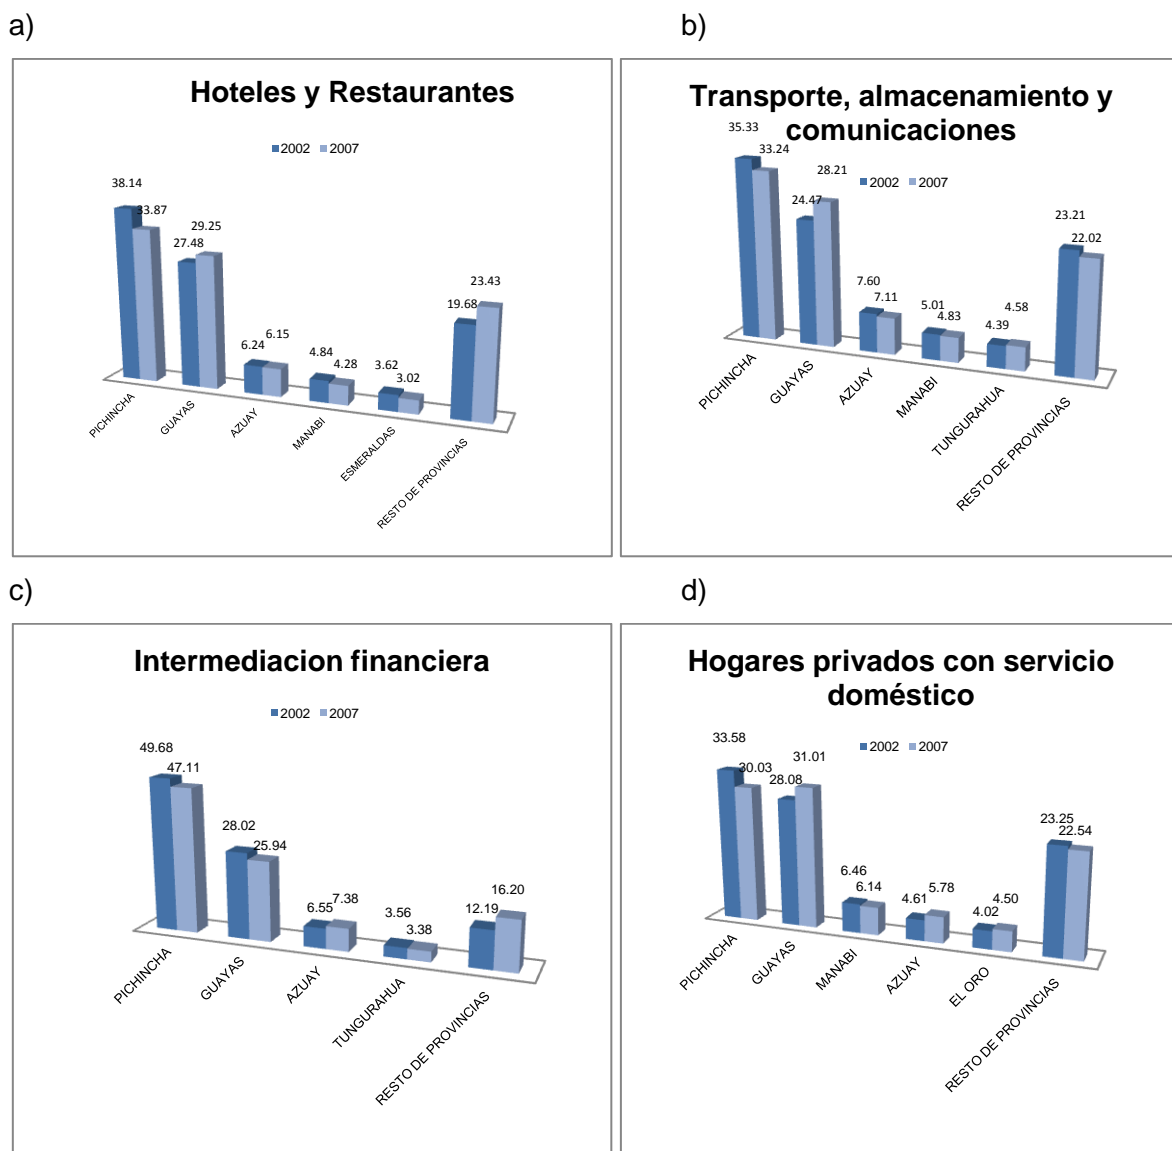 a)
b)
Hoteles y Restaurantes
2002 2007
38.14
33.87
27.48
29.25
6.24
6.15
4.84
4.28
3.62
3.02
19.68
23.43
PICHINCHA
GUAYAS
AZUAY
MANABI
ESMERALDAS
RESTO DE PROVINCIAS
Transporte, almacenamiento y
comunicaciones
2002 2007
35.33
33.24
24.47
28.21
7.60
7.11
5.01
4.83
4.39
4.58
23.21
22.02
PICHINCHA
GUAYAS
AZUAY
MANABI
TUNGURAHUA
RESTO DE PROVINCIAS
c)
d)
Intermediacion financiera
2002 2007
49.68
47.11
28.02
25.94
6.55
7.38
3.56
3.38
12.19
16.20
PICHINCHA
GUAYAS
AZUAY
TUNGURAHUA
RESTO DE PROVINCIAS
Hogares privados con servicio
doméstico
2002 2007
33.58
30.03
28.08
31.01
6.46
6.14
4.61
5.78
4.02
4.50
23.25
22.54
PICHINCHA
GUAYAS
MANABI
AZUAY
EL ORO
RESTO DE PROVINCIAS